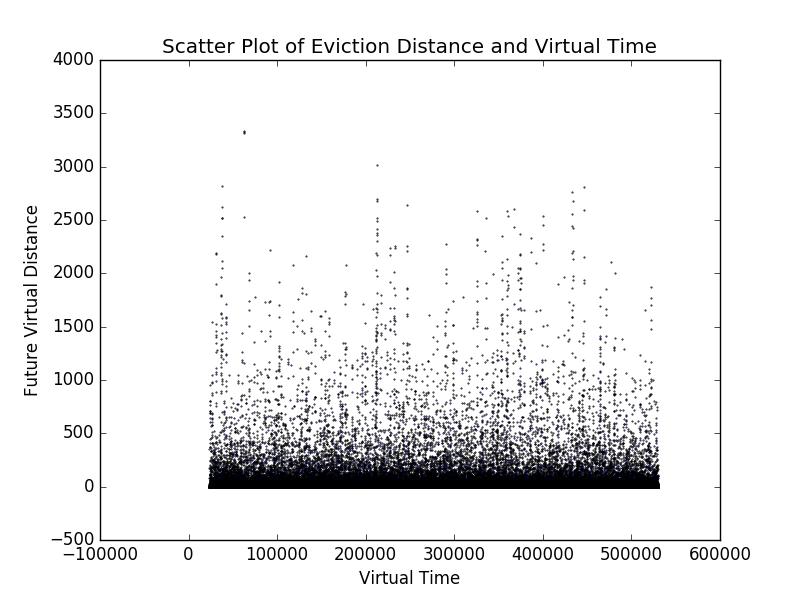 Scatter Plot of Eviction Distance and Virtual Time
4000
3500
3000
2500
2000
1500
1000
500
0
−500
−100000 0 100000 200000 300000 400000 500000 600000
Future Virtual Distance
Virtual Time